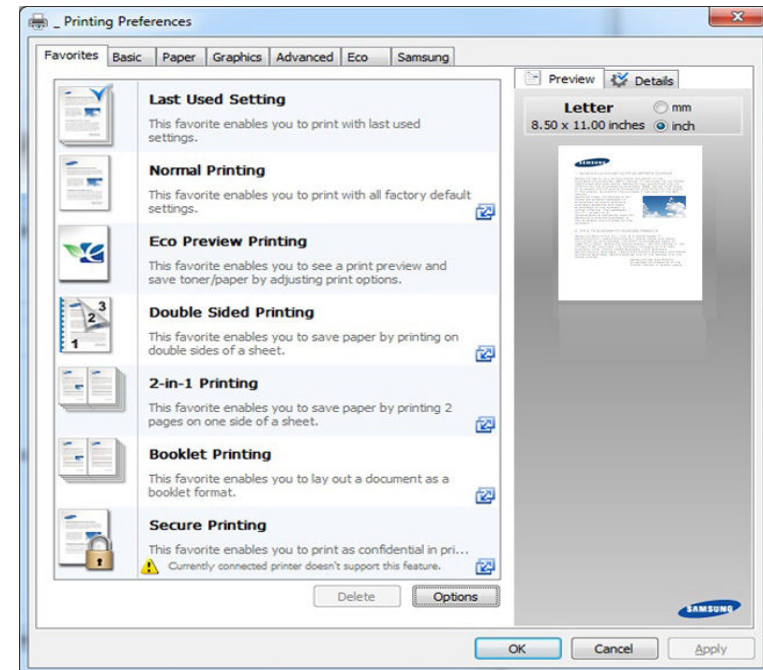 _ Printing Preferences
Favorites Basic Paper Graphics Advanced Eco Samsung
Last Used Setting
This favorite enables you to print with last used
settings.
Normal Printing
This favorite enables you to print with all factory default
settings.
Eco Preview Printing
This favorite enables you to see a print preview and
save toner/paper by adjusting print options.
3
2
1
Double Sided Printing
This favorite enables you to save paper by printing on
double sides of a sheet.
2-in-1 Printing
This favorite enables you to save paper by printing 2
pages on one side of a sheet.
Booklet Printing
This favorite enables you to lay out a document as a
booklet format.
Secure Printing
This favorite enables you to print as confidential in pri...
Currently connected printer doesn't support this feature.
Delete Options
Preview Details
Letter mm
8.50 x 11.00 inches inch
SAMSUNG
SAMSUNG
OK Cancel Apply